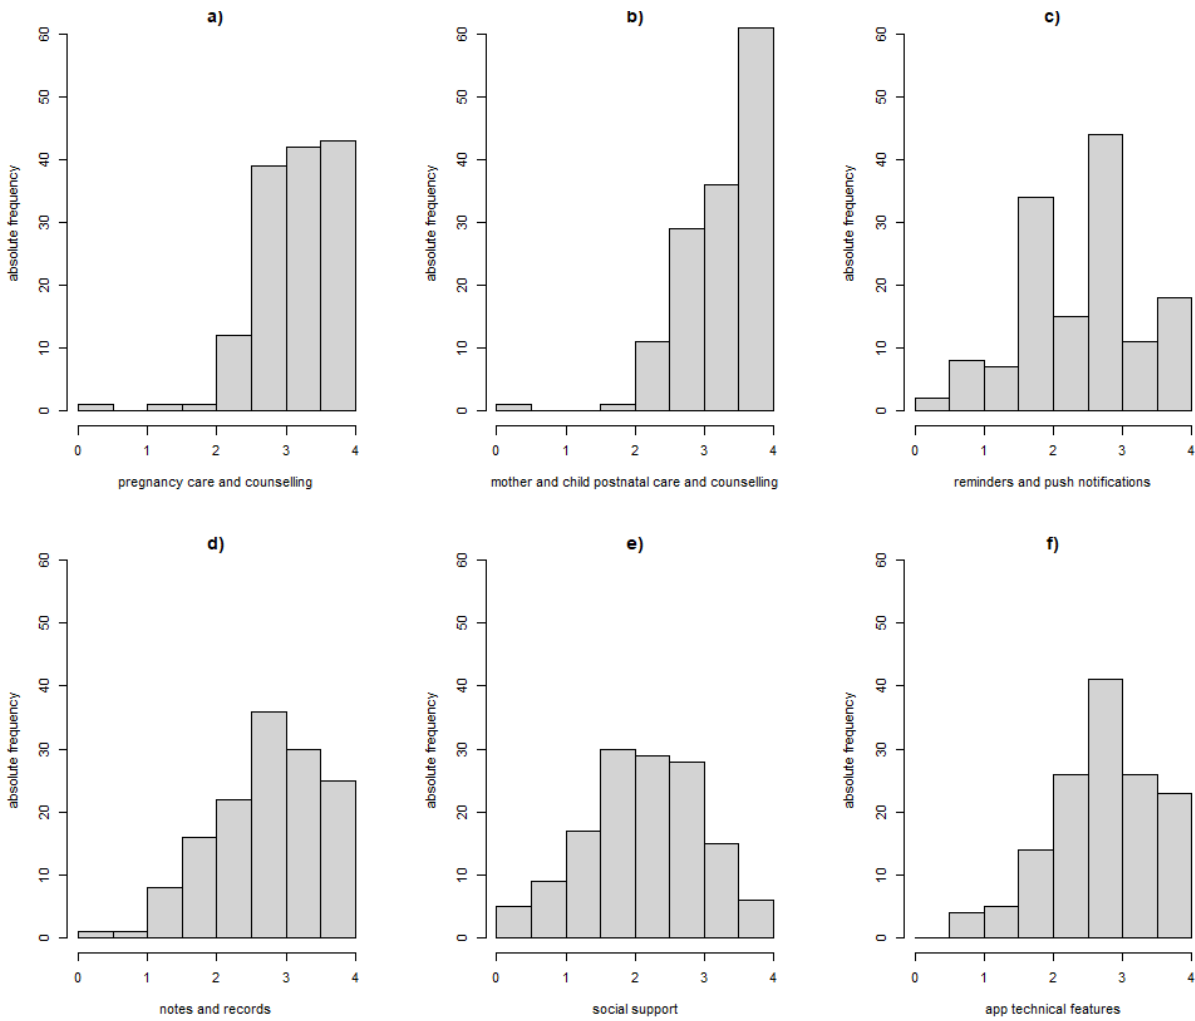 a)
60
50
40
30
20
10
0
absolute frequency
0 1 2 3 4
pregnancy care and counselling
b)
60
50
40
30
20
10
0
absolute frequency
0 1 2 3 4
mother and child postnatal care and counselling
c)
60
50
40
30
20
10
0
absolute frequency
0 1 2 3 4
reminders and push notifications
d)
60
50
40
30
20
10
0
absolute frequency
0 1 2 3 4
notes and records
e)
60
50
40
30
20
10
0
absolute frequency
0 1 2 3 4
social support
f)
60
50
40
30
20
10
0
absolute frequency
0 1 2 3 4
app technical features